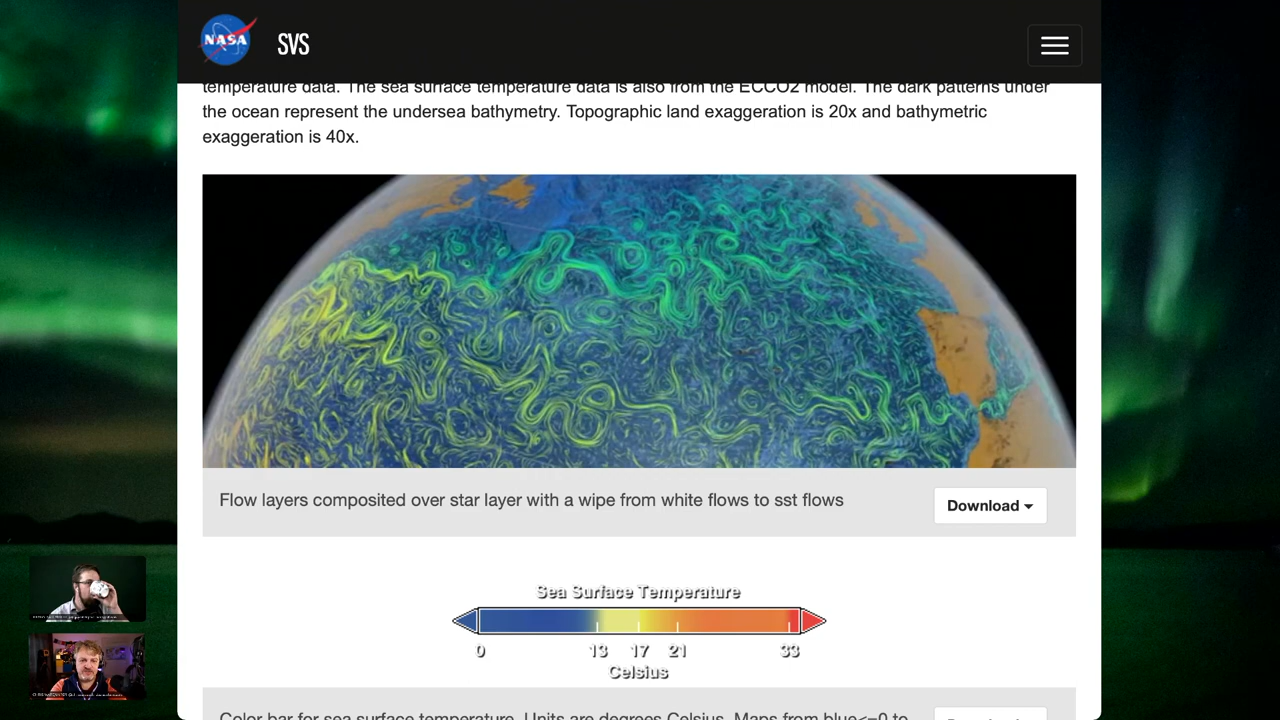 NASA SVS
temperature data. The sea surface temperature data is also from the ECCO2 model. The dark patterns under
the ocean represent the undersea bathymetry. Topographic land exaggeration is 20x and bathymetric
exaggeration is 40x.
Flow layers composited over star layer with a wipe from white flows to sst flows
Download
Sea Surface Temperature
0 13 17 21 33
Celsius
Color bar for sea surface temperature. Units are degrees Celsius. Maps from blue<=0 to